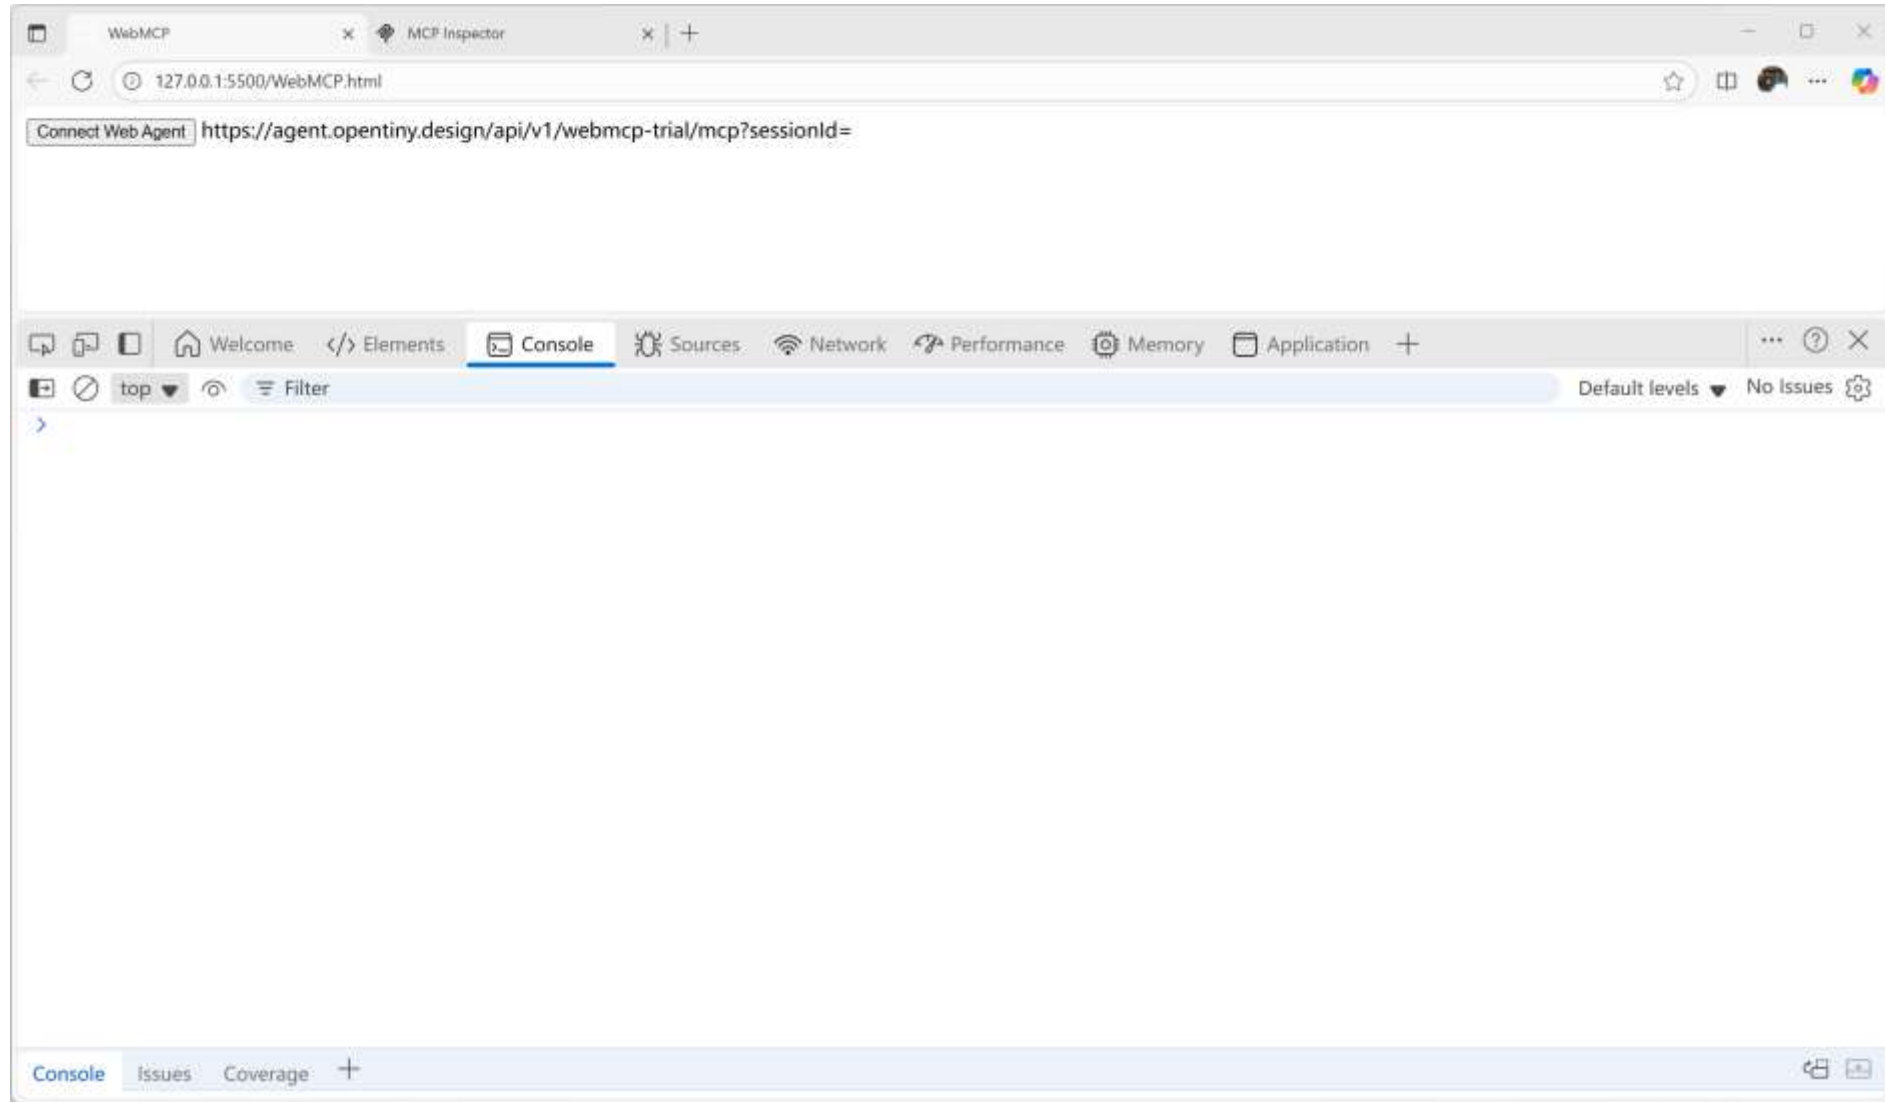 WebMCP MCP Inspector
127.0.0.1:5500/WebMCP.html
Connect Web Agent https://agent.opentiny.design/api/v1/webmcp-trial/mcp?sessionId=
Welcome </> Elements Console Sources Network Performance Memory Application
top Filter Default levels No Issues
Console Issues Coverage